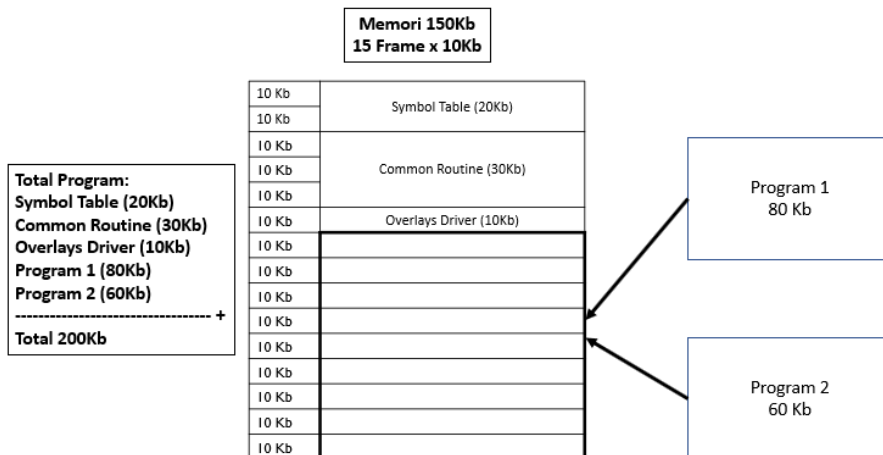 Memori 150Kb
15 Frame x 10Kb
Total Program:
Symbol Table (20Kb)
Common Routine (30Kb)
Overlays Driver (10Kb)
Program 1 (80Kb)
Program 2 (60Kb)
---------------------------------- +
Total 200Kb
10 Kb
10 Kb
Symbol Table (20Kb)
10 Kb
10 Kb
10 Kb
Common Routine (30Kb)
10 Kb
Overlays Driver (10Kb)
10 Kb
10 Kb
10 Kb
10 Kb
10 Kb
10 Kb
10 Kb
10 Kb
10 Kb
Program 1
80 Kb
Program 2
60 Kb